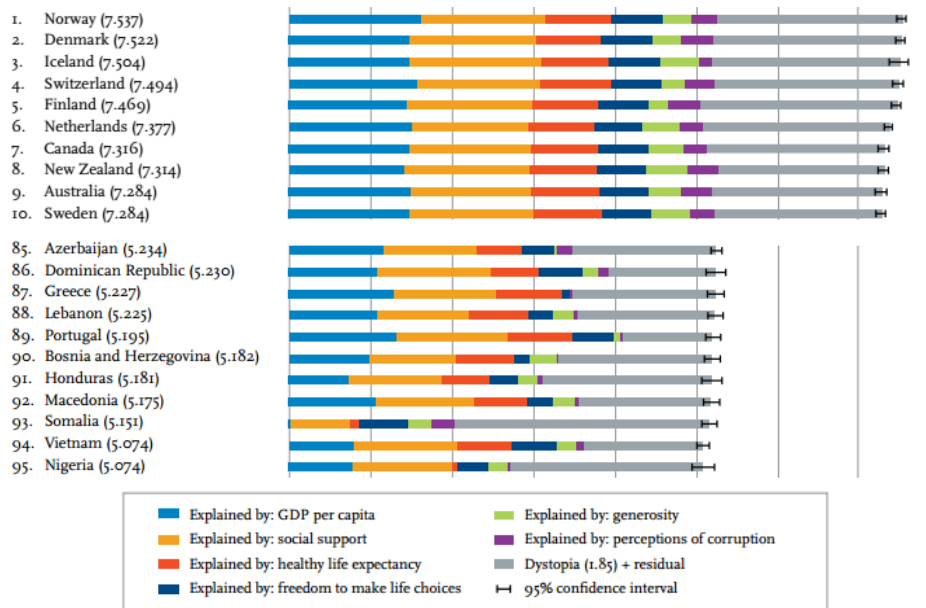 1. Norway (7.537)
2. Denmark (7.522)
3. Iceland (7.504)
4. Switzerland (7.494)
5. Finland (7.469)
6. Netherlands (7.377)
7. Canada (7.316)
8. New Zealand (7.314)
9. Australia (7.284)
10. Sweden (7.284)
85. Azerbaijan (5.234)
86. Dominican Republic (5.230)
87. Greece (5.227)
88. Lebanon (5.225)
89. Portugal (5.195)
90. Bosnia and Herzegovina (5.182)
91. Honduras (5.181)
92. Macedonia (5.175)
93. Somalia (5.151)
94. Vietnam (5.074)
95. Nigeria (5.074)
Explained by: GDP per capita
Explained by: social support
Explained by: healthy life expectancy
Explained by: freedom to make life choices
Explained by: generosity
Explained by: perceptions of corruption
Dystopia (1.85) + residual
95% confidence interval